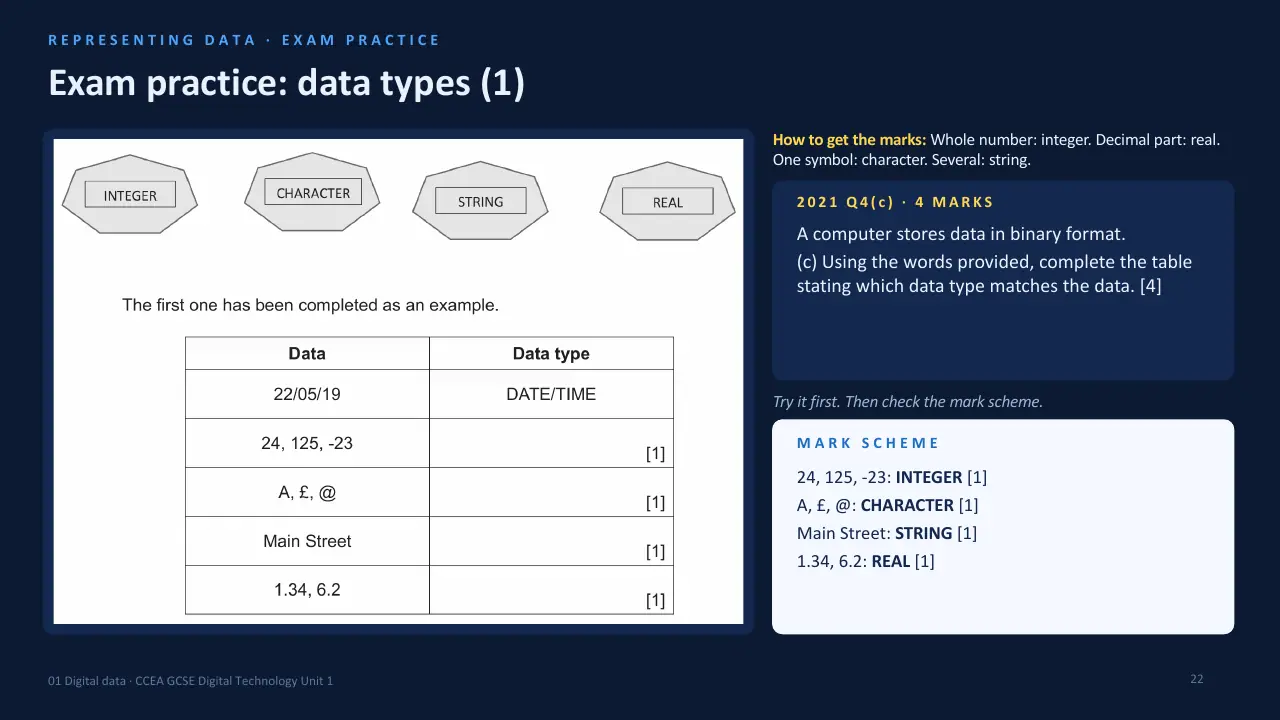 REPRESENTING DATA · EXAM PRACTICE
Exam practice: data types (1)
INTEGER
CHARACTER
STRING
REAL
The first one has been completed as an example.
Data Data type
22/05/19 DATE/TIME
24, 125, -23 [1]
A, £, @ [1]
Main Street [1]
1.34, 6.2 [1]
How to get the marks: Whole number: integer. Decimal part: real.
One symbol: character. Several: string.
2021 Q4(c) · 4 MARKS
A computer stores data in binary format.
(c) Using the words provided, complete the table
stating which data type matches the data. [4]
Try it first. Then check the mark scheme.
MARK SCHEME
24, 125, -23: INTEGER [1]
A, £, @: CHARACTER [1]
Main Street: STRING [1]
1.34, 6.2: REAL [1]
01 Digital data · CCEA GCSE Digital Technology Unit 1
22